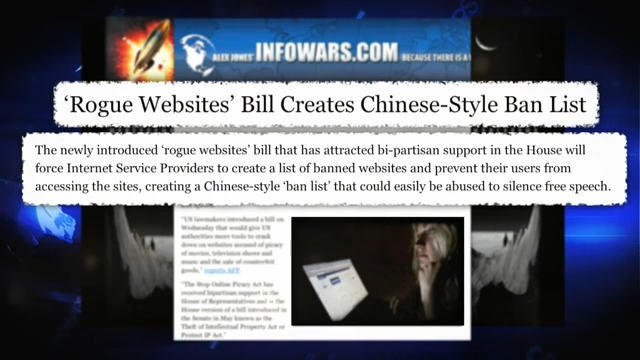 ALEX JONES' INFOWARS.COM BECAUSE THERE IS A
'Rogue Websites' Bill Creates Chinese-Style Ban List
The newly introduced 'rogue websites' bill that has attracted bi-partisan support in the House will
force Internet Service Providers to create a list of banned websites and prevent their users from
accessing the sites, creating a Chinese-style 'ban list' that could easily be abused to silence free speech.
"US lawmakers introduced a bill on
Wednesday that would give US
authorities more tools to crack
down on websites accused of piracy
of movies, television shows and
music and the sale of counterfeit
goods," reports AFP.
"The Stop Online Piracy Act has
received bipartisan support in the
House of Representatives and is the
House version of a bill introduced in
the Senate in May known as the
Theft of Intellectual Property Act or
Protect IP Act."